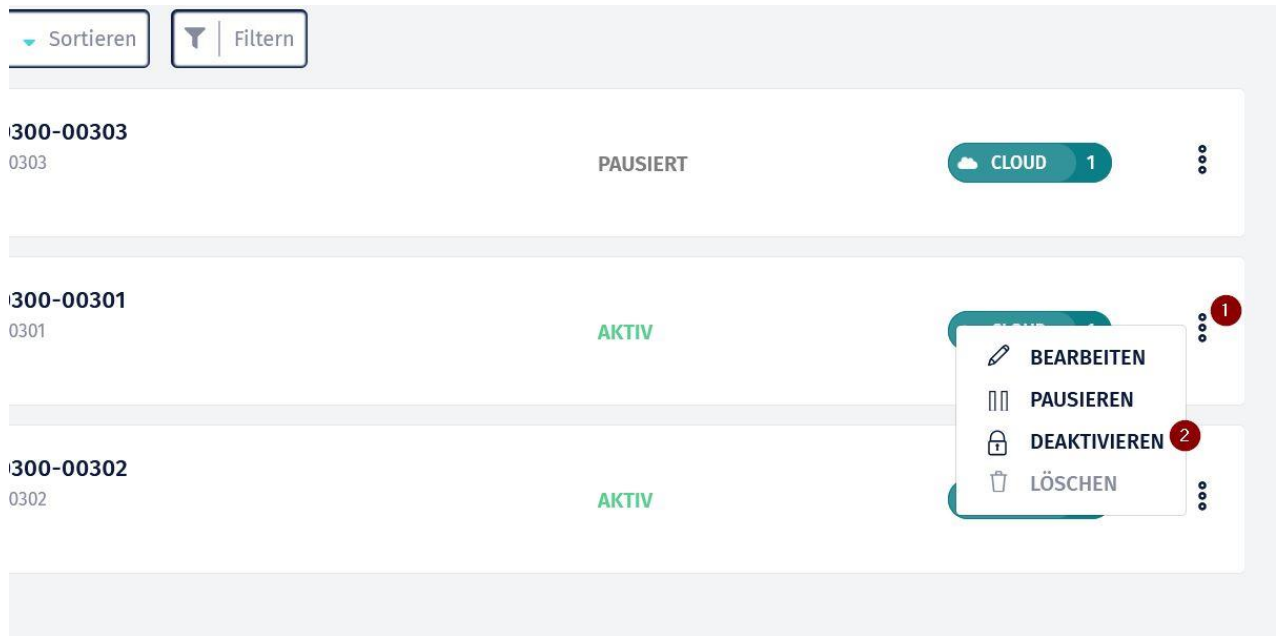 Sortieren Filtern
300-00303
0303
PAUSIERT
CLOUD 1
300-00301
0301
AKTIV
1
BEARBEITEN
PAUSIEREN
DEAKTIVIEREN 2
LÖSCHEN
300-00302
0302
AKTIV